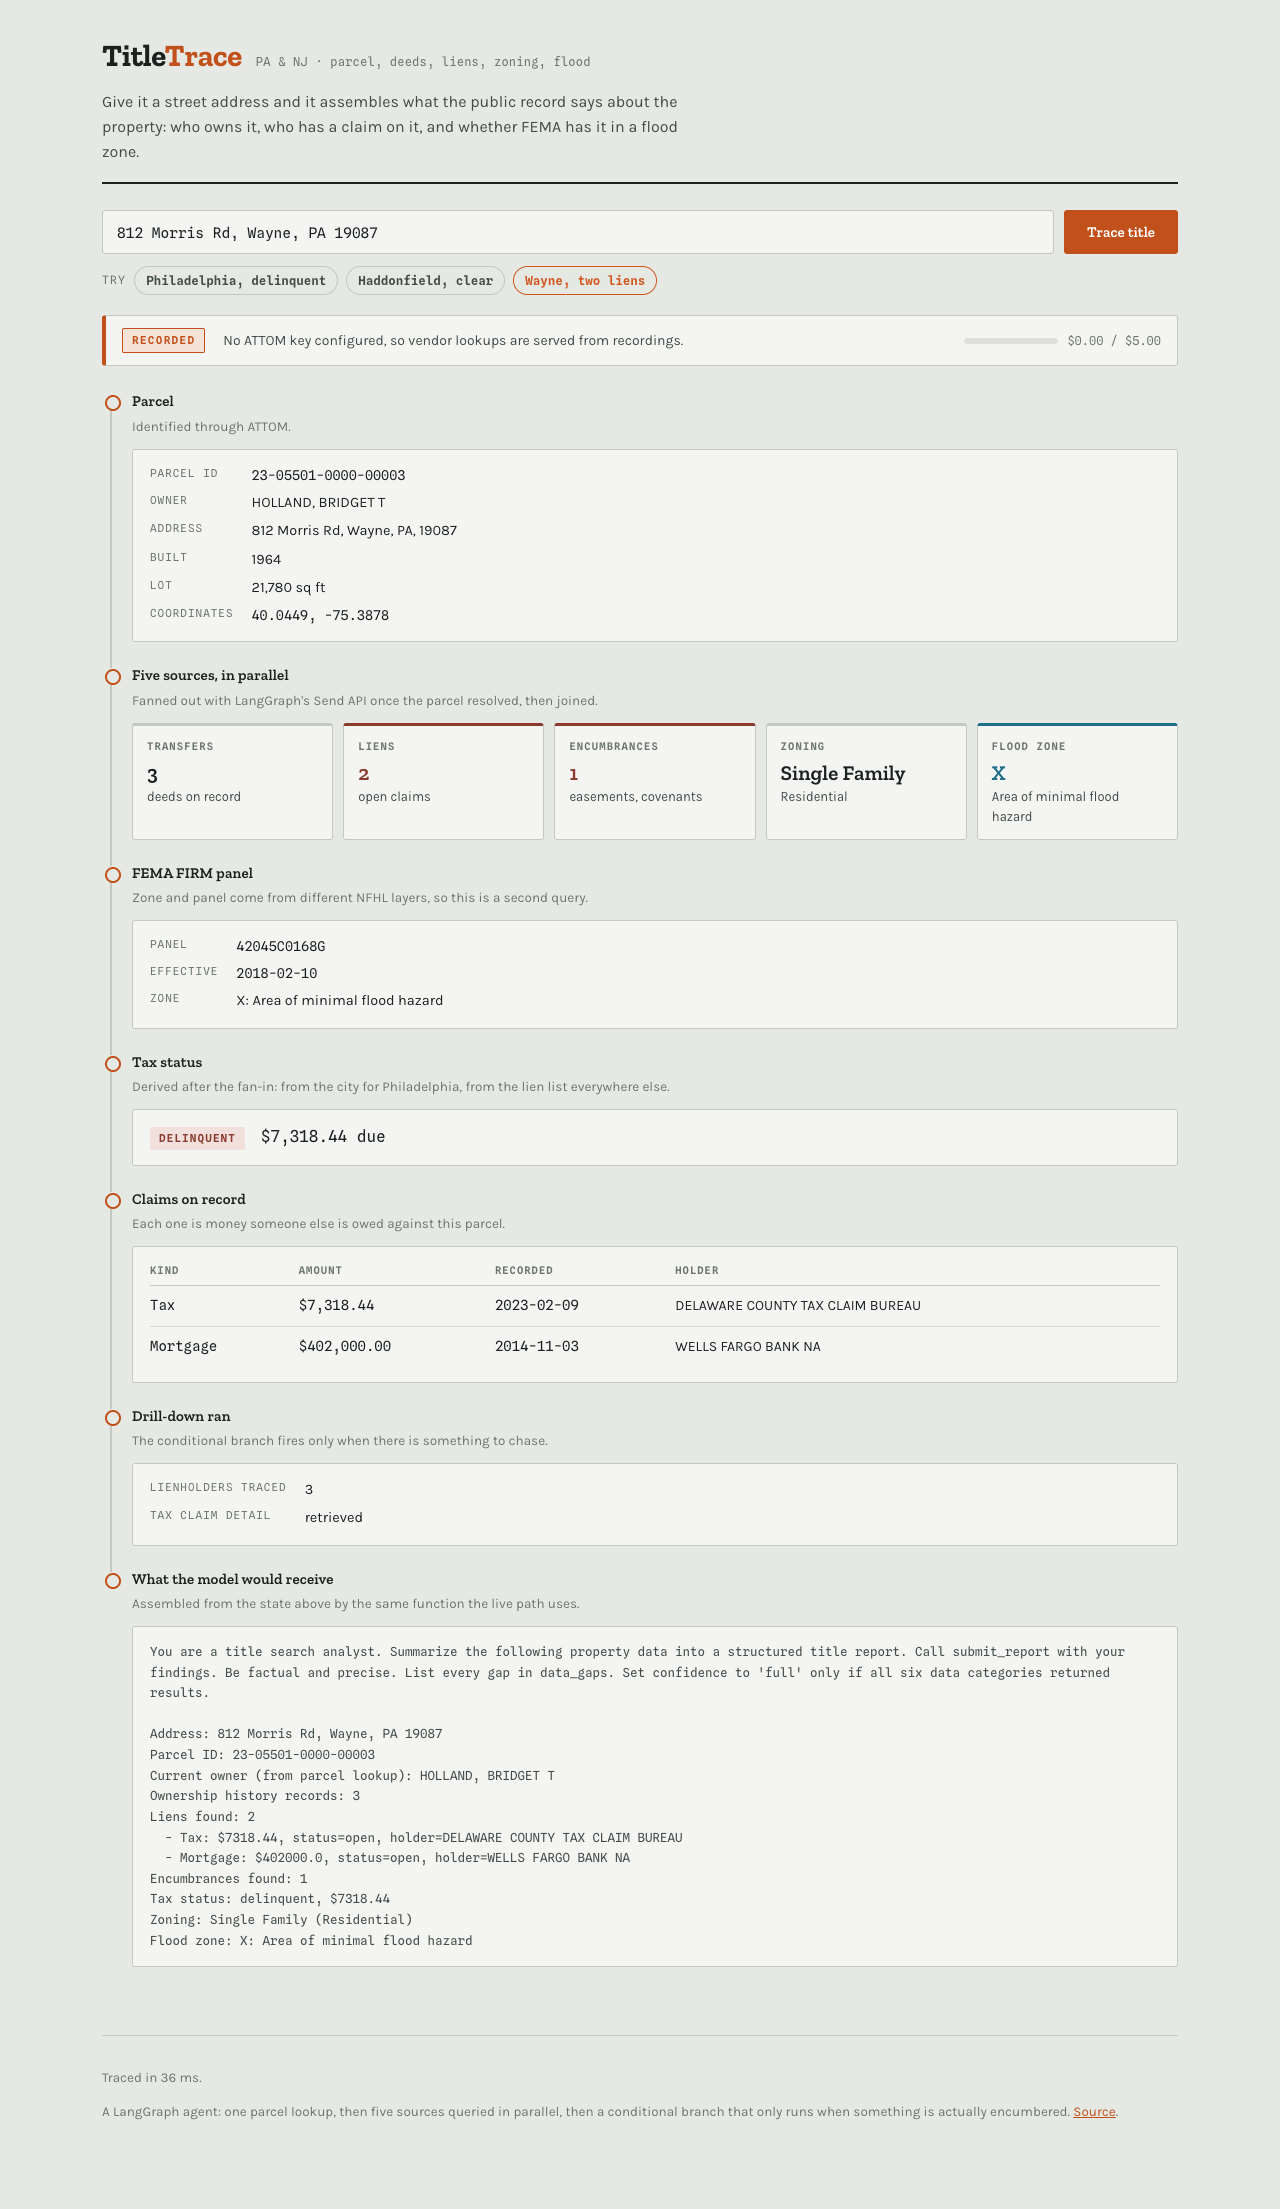 TitleTrace PA & NJ · parcel, deeds, liens, zoning, flood
Give it a street address and it assembles what the public record says about the
property: who owns it, who has a claim on it, and whether FEMA has it in a flood
zone.
812 Morris Rd, Wayne, PA 19087
Trace title
TRY Philadelphia, delinquent Haddonfield, clear Wayne, two liens
RECORDED No ATTOM key configured, so vendor lookups are served from recordings. $0.00 / $5.00
Parcel
Identified through ATTOM.
PARCEL ID 23-05501-0000-00003
OWNER HOLLAND, BRIDGET T
ADDRESS 812 Morris Rd, Wayne, PA, 19087
BUILT 1964
LOT 21,780 sq ft
COORDINATES 40.0449, -75.3878
Five sources, in parallel
Fanned out with LangGraph's Send API once the parcel resolved, then joined.
TRANSFERS
3
deeds on record
LIENS
2
open claims
ENCUMBRANCES
1
easements, covenants
ZONING
Single Family
Residential
FLOOD ZONE
X
Area of minimal flood
hazard
FEMA FIRM panel
Zone and panel come from different NFHL layers, so this is a second query.
PANEL 42045C0168G
EFFECTIVE 2018-02-10
ZONE X: Area of minimal flood hazard
Tax status
Derived after the fan-in: from the city for Philadelphia, from the lien list everywhere else.
DELINQUENT $7,318.44 due
Claims on record
Each one is money someone else is owed against this parcel.
KIND AMOUNT RECORDED HOLDER
Tax $7,318.44 2023-02-09 DELAWARE COUNTY TAX CLAIM BUREAU
Mortgage $402,000.00 2014-11-03 WELLS FARGO BANK NA
Drill-down ran
The conditional branch fires only when there is something to chase.
LIENHOLDERS TRACED 3
TAX CLAIM DETAIL retrieved
What the model would receive
Assembled from the state above by the same function the live path uses.
You are a title search analyst. Summarize the following property data into a structured title report. Call submit_report with your
findings. Be factual and precise. List every gap in data_gaps. Set confidence to 'full' only if all six data categories returned
results.
Address: 812 Morris Rd, Wayne, PA 19087
Parcel ID: 23-05501-0000-00003
Current owner (from parcel lookup): HOLLAND, BRIDGET T
Ownership history records: 3
Liens found: 2
- Tax: $7318.44, status=open, holder=DELAWARE COUNTY TAX CLAIM BUREAU
- Mortgage: $402000.0, status=open, holder=WELLS FARGO BANK NA
Encumbrances found: 1
Tax status: delinquent, $7318.44
Zoning: Single Family (Residential)
Flood zone: X: Area of minimal flood hazard
Traced in 36 ms.
A LangGraph agent: one parcel lookup, then five sources queried in parallel, then a conditional branch that only runs when something is actually encumbered. Source.